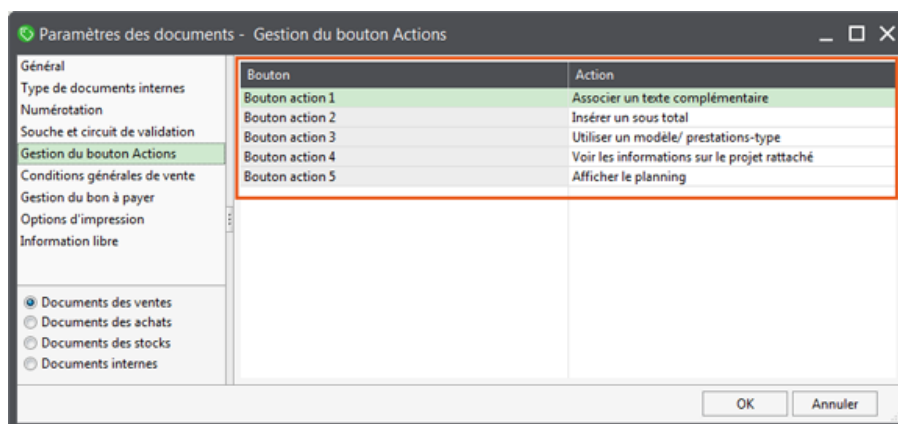 Paramètres des documents - Gestion du bouton Actions
Général
Type de documents internes
Numérotation
Souche et circuit de validation
Gestion du bouton Actions
Conditions générales de vente
Gestion du bon à payer
Options d'impression
Information libre
Documents des ventes
Documents des achats
Documents des stocks
Documents internes
Bouton Action
Bouton action 1 Associer un texte complémentaire
Bouton action 2 Insérer un sous total
Bouton action 3 Utiliser un modèle/ prestations-type
Bouton action 4 Voir les informations sur le projet rattaché
Bouton action 5 Afficher le planning
OK Annuler